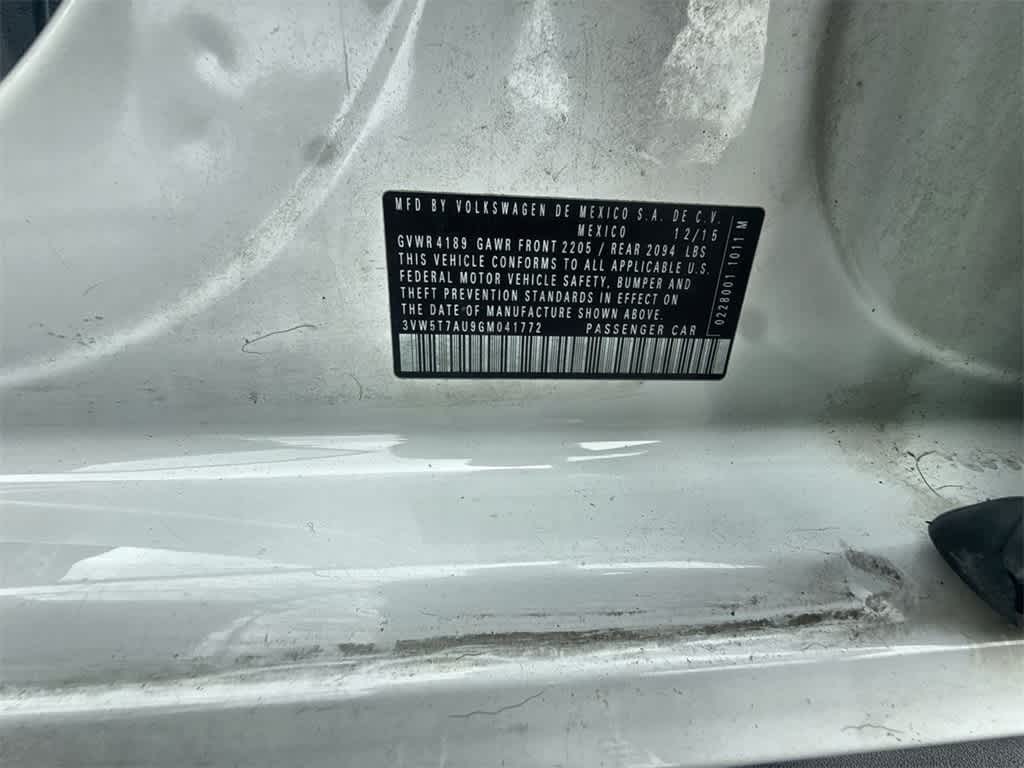 MFD BY VOLKSWAGEN DE MEXICO S.A. DE C.V.
MEXICO 12/15
GVWR 4189 GAWR FRONT 2205 / REAR 2094 LBS
THIS VEHICLE CONFORMS TO ALL APPLICABLE U.S.
FEDERAL MOTOR VEHICLE SAFETY, BUMPER AND
THEFT PREVENTION STANDARDS IN EFFECT ON
THE DATE OF MANUFACTURE SHOWN ABOVE.
3VW5T7AU9GM041772 PASSENGER CAR
0228001 1011 M